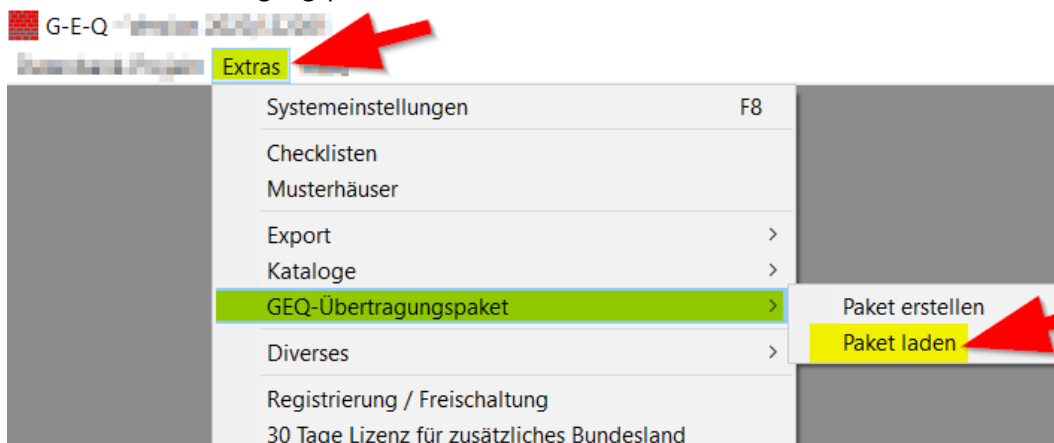 G-E-Q
Extras
Systemeinstellungen F8
Checklisten
Musterhäuser
Export
Kataloge
GEQ-Übertragungspaket
Paket erstellen
Paket laden
Diverses
Registrierung / Freischaltung
30 Tage Lizenz für zusätzliches Bundesland